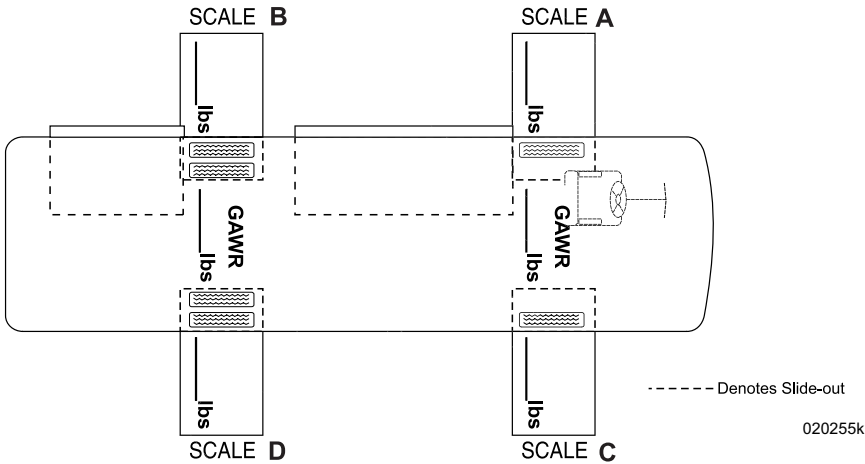 SCALE B
SCALE A
lbs
lbs
GAWR
lbs
GAWR
lbs
lbs
lbs
SCALE D
SCALE C
Denotes Slide-out
020255k